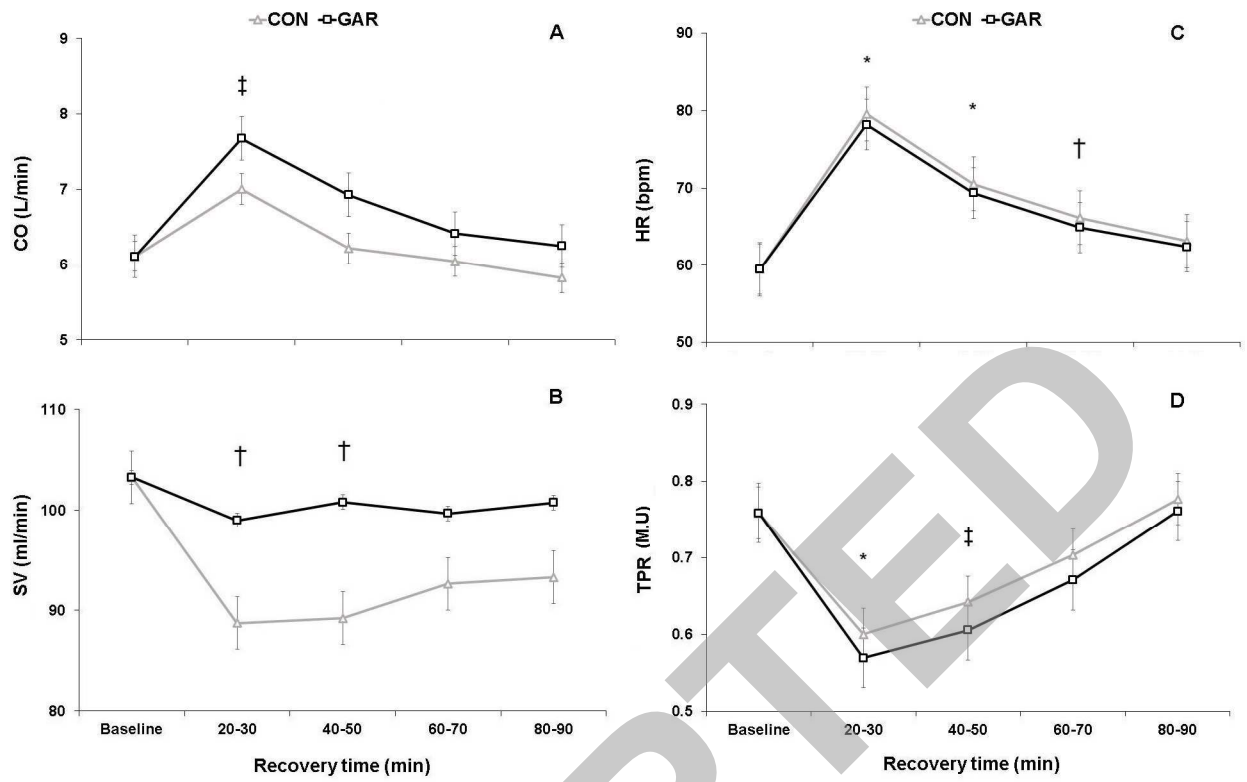 CON GAR
A
9
8
7
6
5
CO (L/min)
‡
CON GAR
C
90
80
70
60
50
HR (bpm)
* * †
B
110
100
90
80
SV (ml/min)
† †
Baseline 20-30 40-50 60-70 80-90
Recovery time (min)
D
0.9
0.8
0.7
0.6
0.5
TPR (M.U)
* ‡
Baseline 20-30 40-50 60-70 80-90
Recovery time (min)
PTED